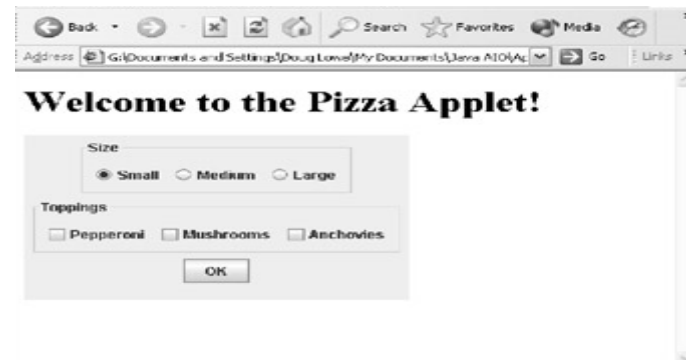 Back Search Favorites Media
Address G:\Documents and Settings\Doug Lowe\My Documents\Java AIO\Ap Go Links
Welcome to the Pizza Applet!
Size
Small Medium Large
Toppings
Pepperoni Mushrooms Anchovies
OK